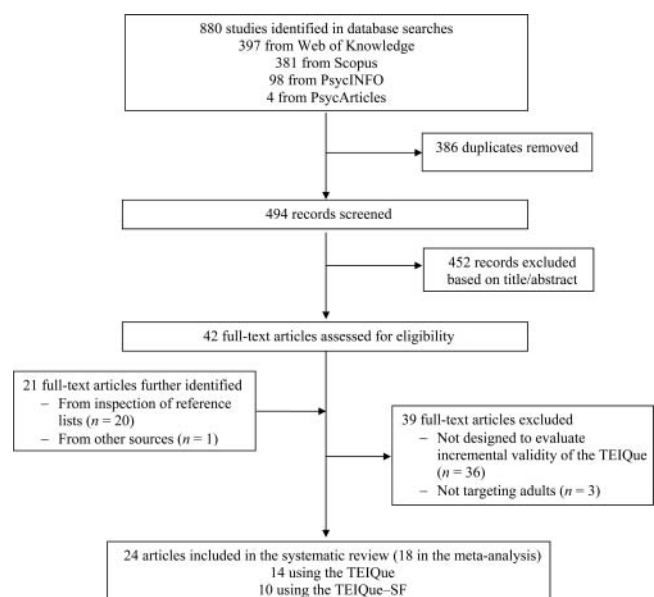 880 studies identified in database searches
397 from Web of Knowledge
381 from Scopus
98 from PsycINFO
4 from PsycArticles
386 duplicates removed
494 records screened
452 records excluded
based on title/abstract
42 full-text articles assessed for eligibility
21 full-text articles further identified
– From inspection of reference
lists (n = 20)
– From other sources (n = 1)
39 full-text articles excluded
– Not designed to evaluate
incremental validity of the TEIQue
(n = 36)
– Not targeting adults (n = 3)
24 articles included in the systematic review (18 in the meta-analysis)
14 using the TEIQue
10 using the TEIQue–SF